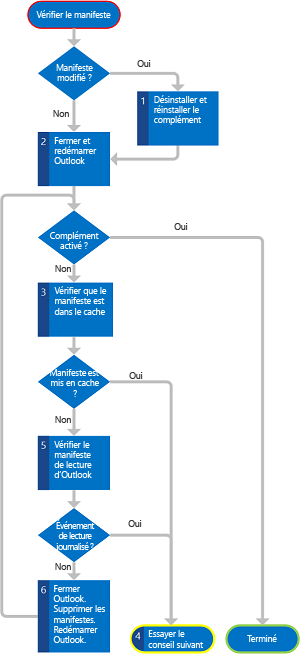 Vérifier le manifeste
Manifeste
modifié ?
Oui
Non
1 Désinstaller et
réinstaller le
complément
2 Fermer et
redémarrer
Outlook
Complément
activé ?
Oui
Non
3 Vérifier que le
manifeste est
dans le cache
Manifeste est
mis en cache
?
Oui
Non
5 Vérifier le
manifeste
de lecture
d'Outlook
Événement
de lecture
journalisé ?
Oui
Non
6 Fermer
Outlook.
Supprimer les
manifestes.
Redémarrer
Outlook.
4 Essayer le
conseil suivant
Terminé